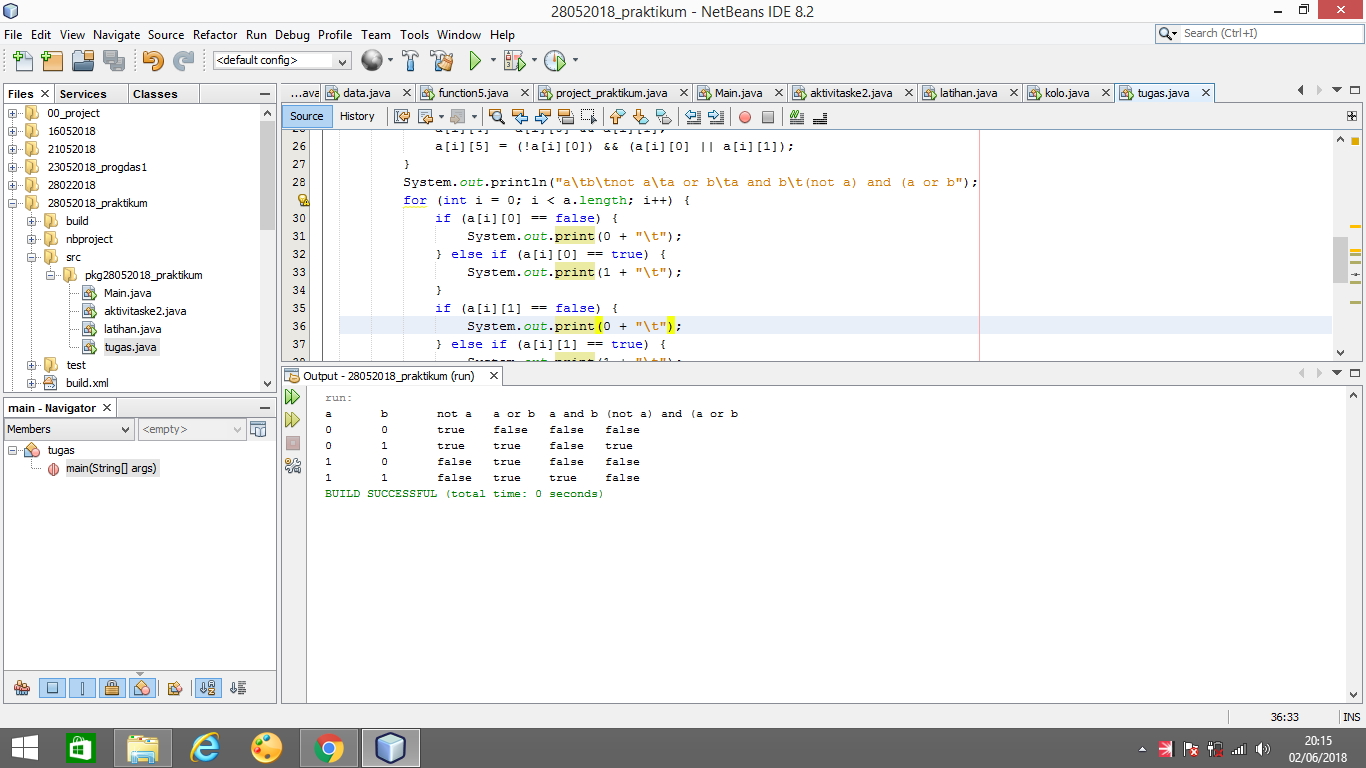 28052018_praktikum - NetBeans IDE 8.2
File Edit View Navigate Source Refactor Run Debug Profile Team Tools Window Help
Search (Ctrl+I)
<default config>
Files Services Classes
...ava data.java function5.java project_praktikum.java Main.java aktivitaske2.java latihan.java kolo.java tugas.java
Source History
00_project
16052018
21052018
23052018_progdas1
28022018
28052018_praktikum
build
nbproject
src
pkg28052018_praktikum
Main.java
aktivitaske2.java
latihan.java
tugas.java
test
build.xml
26 a[i][5] = (!a[i][0]) && (a[i][0] || a[i][1]);
27 }
28 System.out.println("a\tb\tnot a\ta or b\ta and b\t(not a) and (a or b");
for (int i = 0; i < a.length; i++) {
30 if (a[i][0] == false) {
31 System.out.print(0 + "\t");
32 } else if (a[i][0] == true) {
33 System.out.print(1 + "\t");
34 }
35 if (a[i][1] == false) {
36 System.out.print(0 + "\t");
37 } else if (a[i][1] == true) {
Output - 28052018_praktikum (run)
run:
a b not a a or b a and b (not a) and (a or b
0 0 true false false false
0 1 true true false true
1 0 false true false false
1 1 false true true false
BUILD SUCCESSFUL (total time: 0 seconds)
main - Navigator
Members <empty>
tugas
main(String[] args)
36:33 INS
20:15
02/06/2018